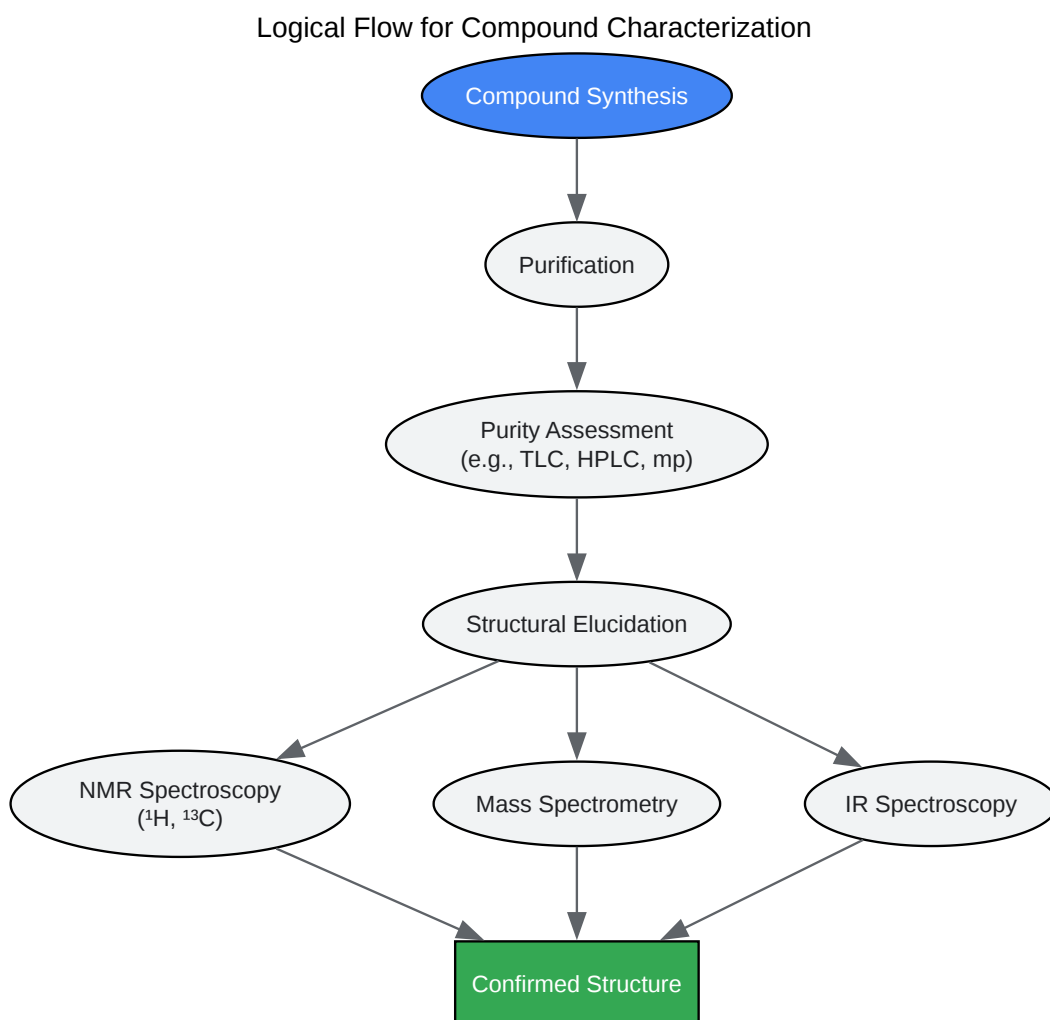 Logical Flow for Compound Characterization
Compound Synthesis
Purification
Purity Assessment
(e.g., TLC, HPLC, mp)
Structural Elucidation
NMR Spectroscopy
(¹H, ¹³C)
Mass Spectrometry
IR Spectroscopy
Confirmed Structure